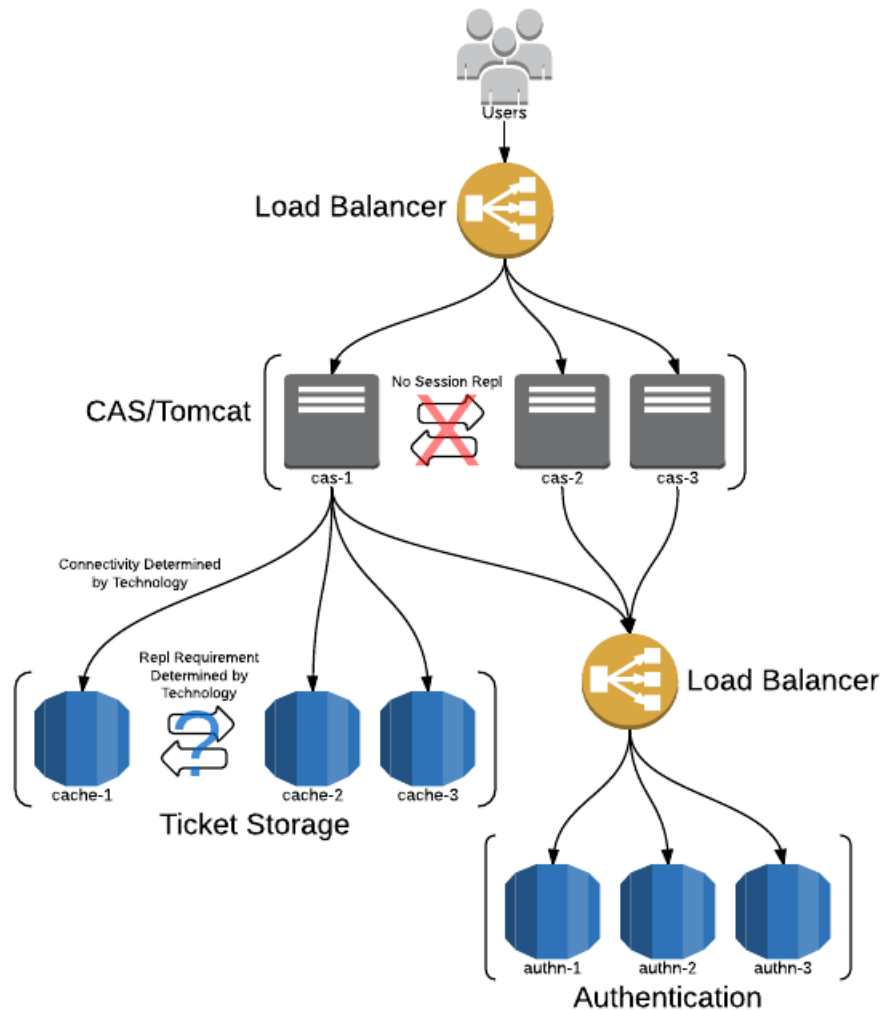 Users
Load Balancer
No Session Repl
CAS/Tomcat
cas-1
cas-2
cas-3
Connectivity Determined
by Technology
Repl Requirement
Determined by
Technology
?
Load Balancer
cache-1
cache-2
cache-3
Ticket Storage
authn-1
authn-2
authn-3
Authentication